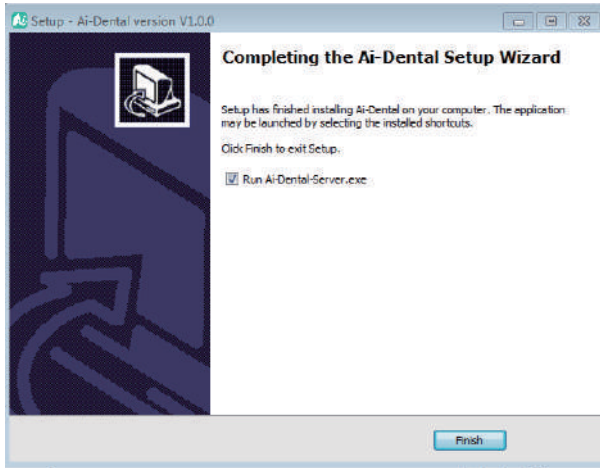 Ai Setup - Ai-Dental version V1.0.0
Completing the Ai-Dental Setup Wizard
Setup has finished installing Ai-Dental on your computer. The application
may be launched by selecting the installed shortcuts.
Click Finish to exit Setup.
Run Ai-Dental-Server.exe
Finish